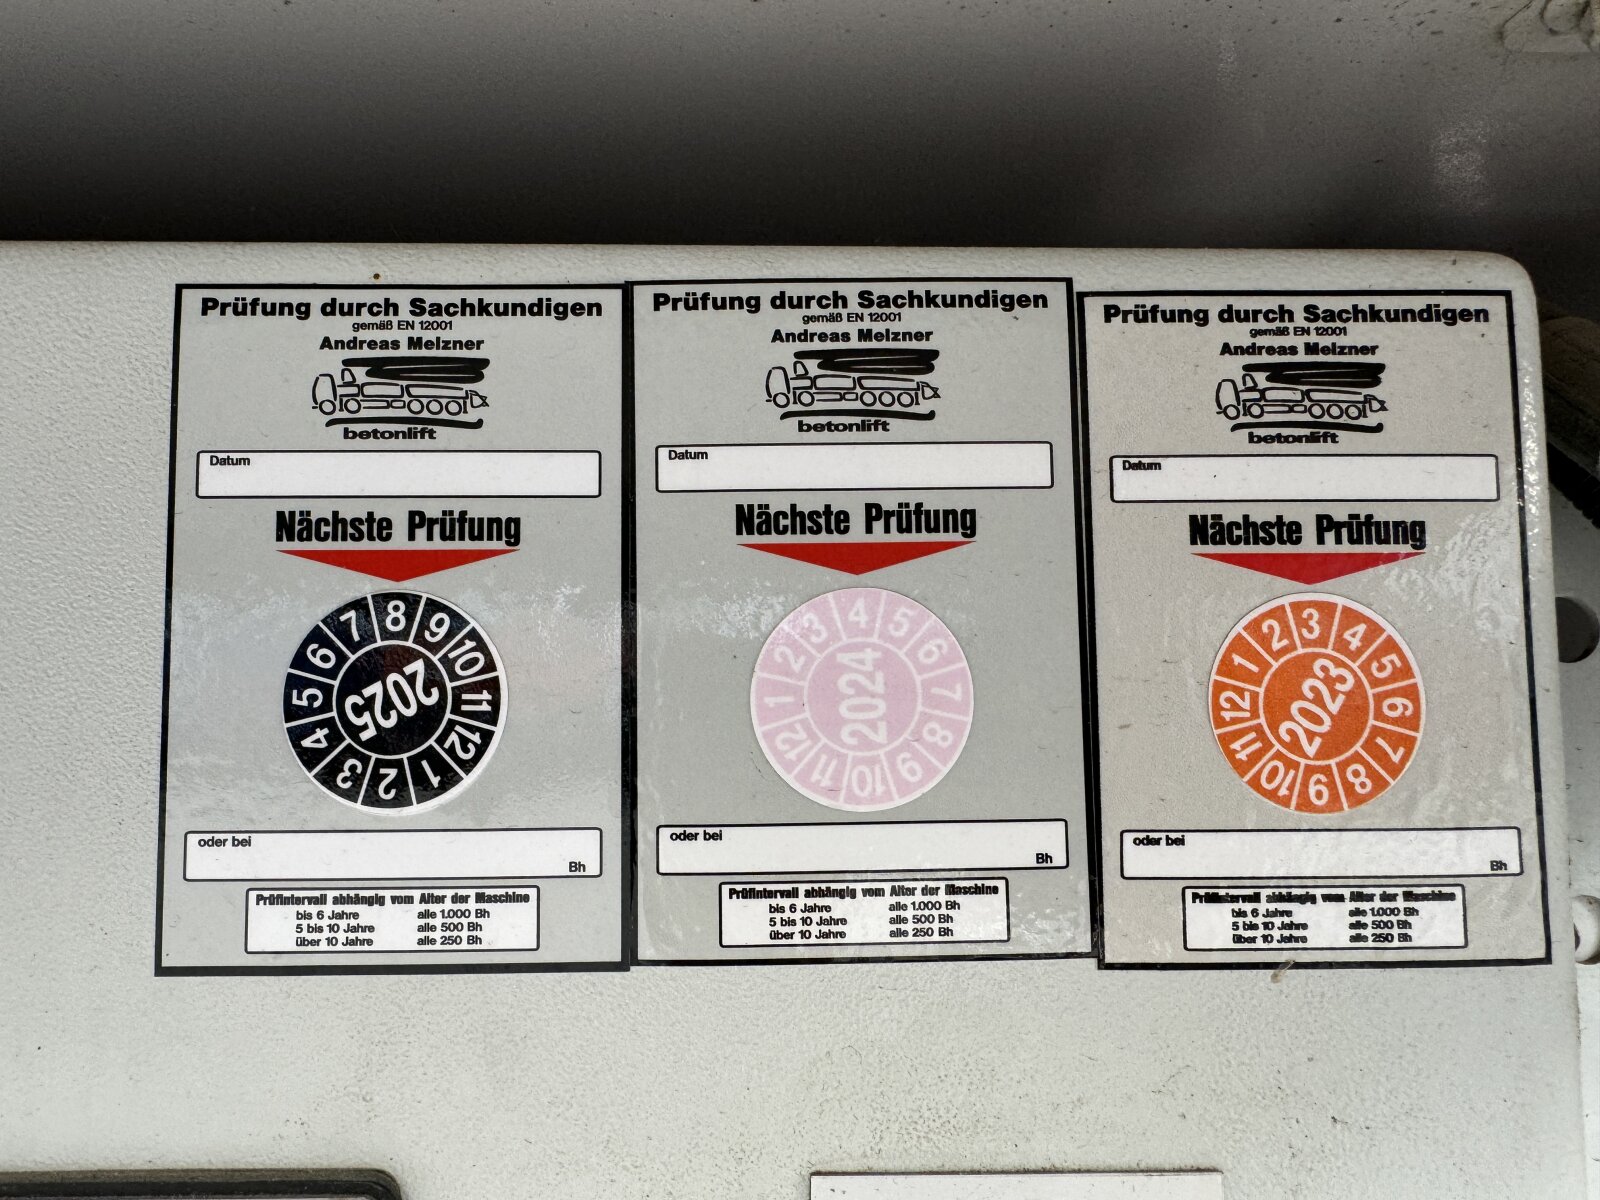 Prüfung durch Sachkundigen
gemäß EN 12001
Andreas Melzner
betonlift
Datum
Nächste Prüfung
1 2 3 4 5 6 7 8 9 10 11 12
2025
oder bei
Bh
Prüfintervall abhängig vom Alter der Maschine
bis 6 Jahre alle 1.000 Bh
5 bis 10 Jahre alle 500 Bh
über 10 Jahre alle 250 Bh
Prüfung durch Sachkundigen
gemäß EN 12001
Andreas Melzner
betonlift
Datum
Nächste Prüfung
1 2 3 4 5 6 7 8 9 10 11 12
2024
oder bei
Bh
Prüfintervall abhängig vom Alter der Maschine
bis 6 Jahre alle 1.000 Bh
5 bis 10 Jahre alle 500 Bh
über 10 Jahre alle 250 Bh
Prüfung durch Sachkundigen
gemäß EN 12001
Andreas Melzner
betonlift
Datum
Nächste Prüfung
1 2 3 4 5 6 7 8 9 10 11 12
2023
oder bei
Bh
Prüfintervall abhängig vom Alter der Maschine
bis 6 Jahre alle 1.000 Bh
5 bis 10 Jahre alle 500 Bh
über 10 Jahre alle 250 Bh